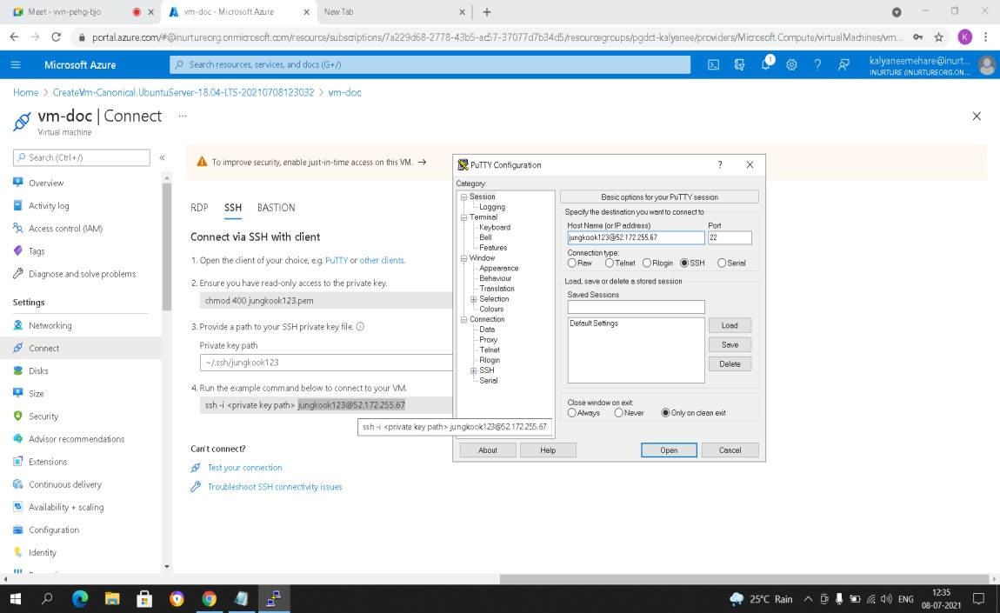 Meet - vvn-pehg-bjo
vm-doc - Microsoft Azure
New Tab
portal.azure.com/#@inurtureorg.onmicrosoft.com/resource/subscriptions/7a229d68-2778-43b5-ac57-37077d7b34d5/resourcegroups/pgdct-kalyanee/providers/Microsoft.Compute/virtualMachines/vm...
K
Microsoft Azure
Search resources, services, and docs (G+/)
1
kalyaneemehare@inurt...
INURTURE (INURTUREORG.ON...
Home > CreateVm-Canonical.UbuntuServer-18.04-LTS-20210708123032 > vm-doc
vm-doc | Connect ...
Virtual machine
Search (Ctrl+/)
«
Overview
Activity log
Access control (IAM)
Tags
Diagnose and solve problems
Settings
Networking
Connect
Disks
Size
Security
Advisor recommendations
Extensions
Continuous delivery
Availability + scaling
Configuration
Identity
To improve security, enable just-in-time access on this VM. →
RDP SSH BASTION
Connect via SSH with client
1. Open the client of your choice, e.g. PuTTY or other clients.
2. Ensure you have read-only access to the private key.
chmod 400 jungkook123.pem
3. Provide a path to your SSH private key file.
Private key path
~/.ssh/jungkook123
4. Run the example command below to connect to your VM.
ssh -i <private key path> jungkook123@52.172.255.67
ssh -i <private key path> jungkook123@52.172.255.67
Can't connect?
Test your connection
Troubleshoot SSH connectivity issues
PuTTY Configuration
?
Category:
Session
Logging
Terminal
Keyboard
Bell
Features
Window
Appearance
Behaviour
Translation
Selection
Colours
Connection
Data
Proxy
Telnet
Rlogin
SSH
Serial
Basic options for your PuTTY session
Specify the destination you want to connect to
Host Name (or IP address) Port
jungkook123@52.172.255.67 22
Connection type:
Raw Telnet Rlogin SSH Serial
Load, save or delete a stored session
Saved Sessions
Default Settings
Load
Save
Delete
Close window on exit:
Always Never Only on clean exit
About Help Open Cancel
25°C Rain
ENG
12:35
08-07-2021